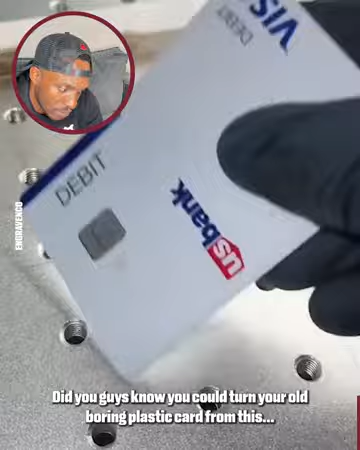 VISA
DEBIT
DEBIT
usbank
ENGRAVENCO
Did you guys know you could turn your old
boring plastic card from this...